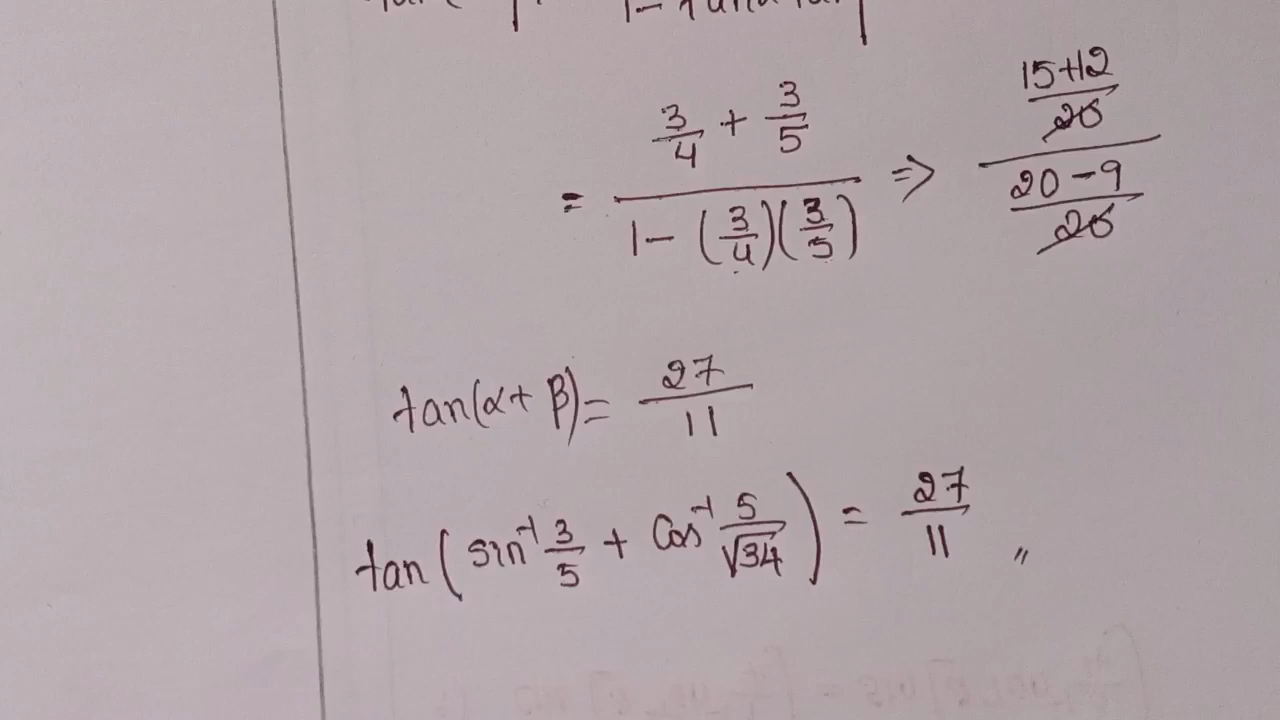 = (3/4 + 3/5) / (1 - (3/4)(3/5)) ⇒ ((15+12)/20) / ((20-9)/20)
tan(α+β) = 27/11
tan(sin⁻¹ 3/5 + cos⁻¹ 5/√34) = 27/11 〃